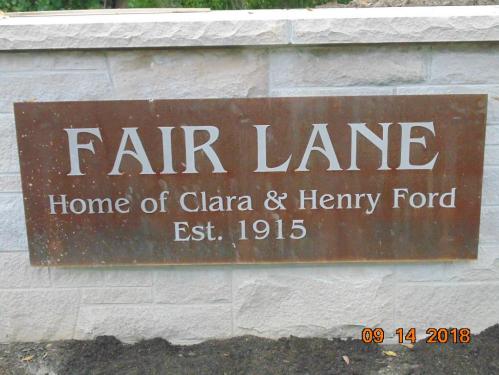 FAIR LANE
Home of Clara & Henry Ford
Est. 1915
09 14 2018